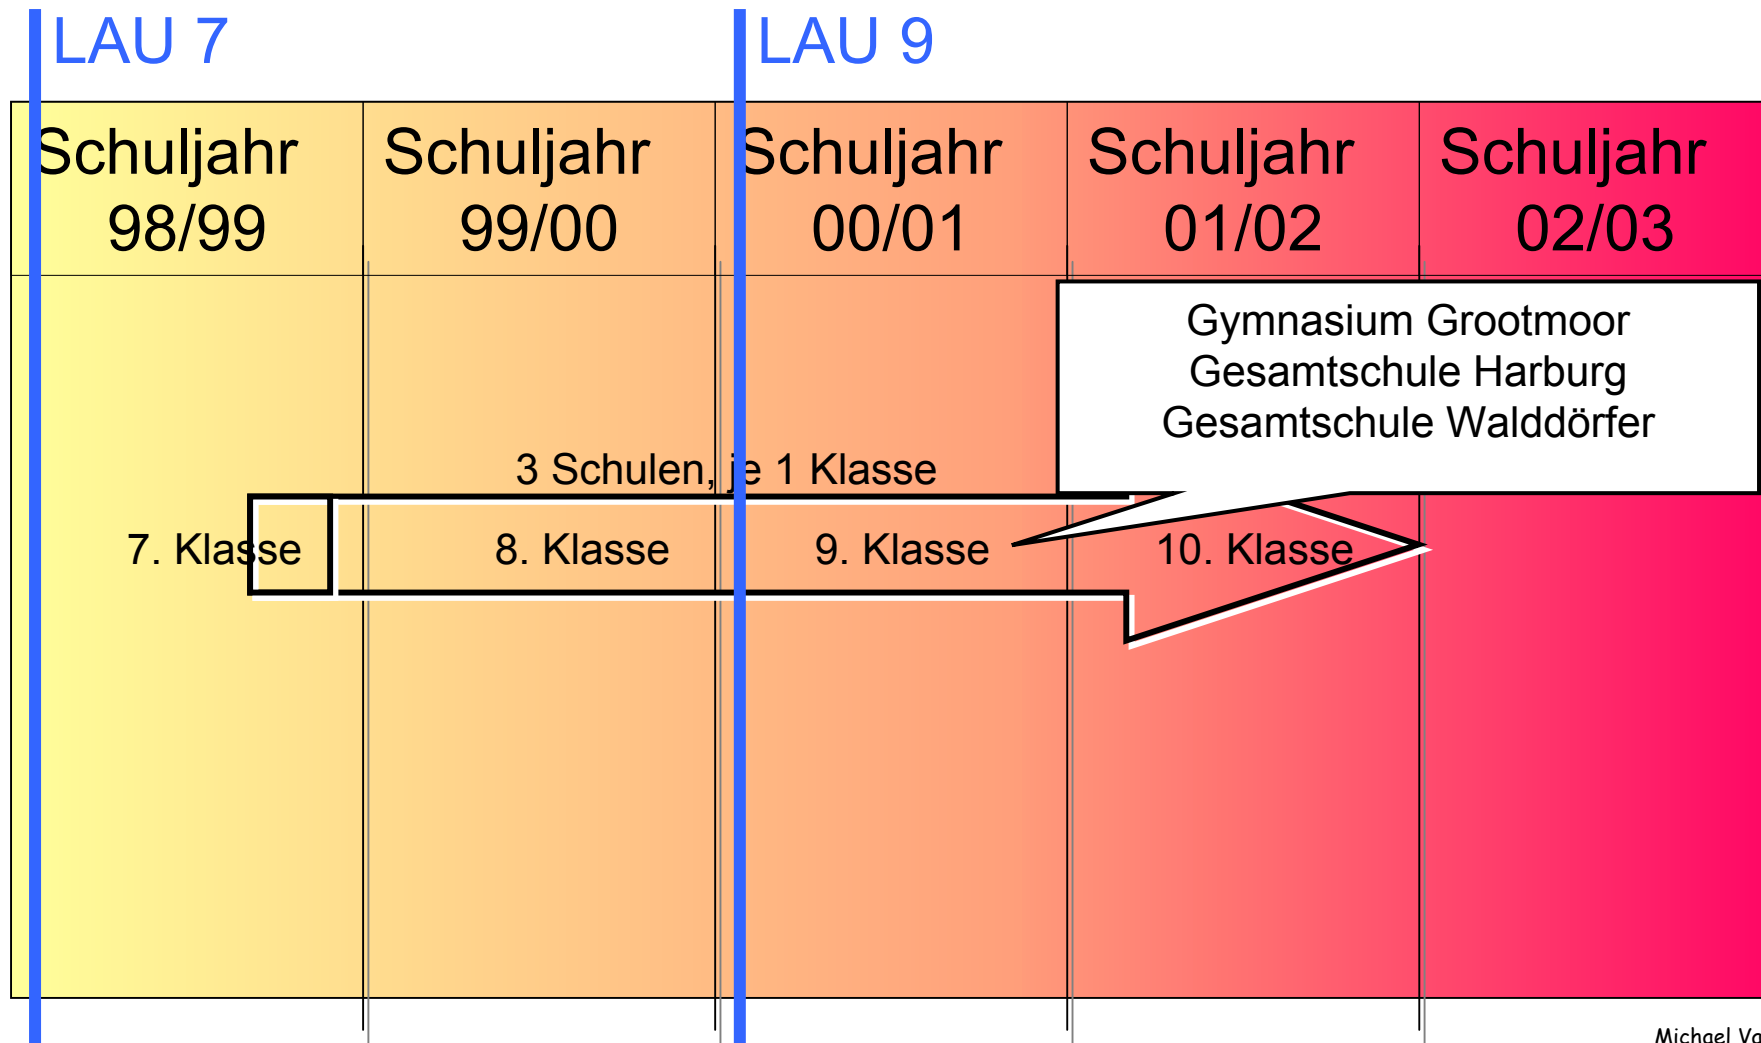 LAU 7
LAU 9
Schuljahr
98/99
Schuljahr
99/00
Schuljahr
00/01
Schuljahr
01/02
Schuljahr
02/03
Gymnasium Grootmoor
Gesamtschule Harburg
Gesamtschule Walddörfer
3 Schulen, je 1 Klasse
7. Klasse
8. Klasse
9. Klasse
10. Klasse
Michael